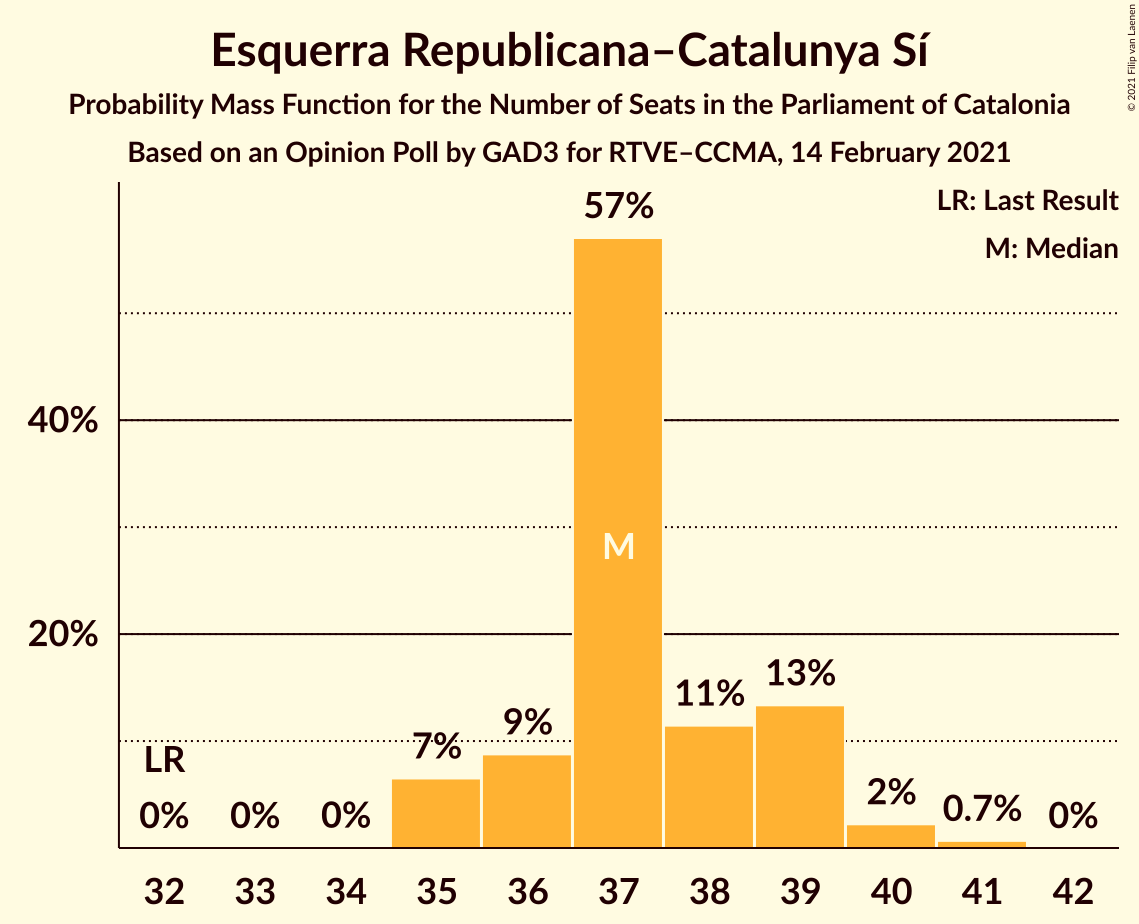 Esquerra Republicana–Catalunya Sí
Probability Mass Function for the Number of Seats in the Parliament of Catalonia
Based on an Opinion Poll by GAD3 for RTVE–CCMA, 14 February 2021
© 2021 Filip van Laenen
LR: Last Result
M: Median
57%
40%
M
20%
13%
11%
9%
7%
LR
2%
0.7%
0% 0% 0% 0%
32 33 34 35 36 37 38 39 40 41 42